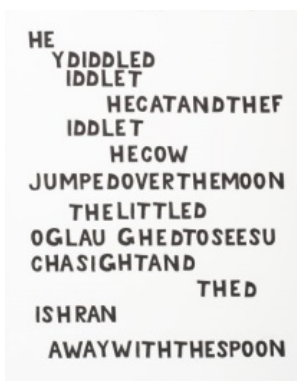 HE
YDIDDLED
IDDLET
HECATANDTHEF
IDDLET
HECOW
JUMPEDOVERTHEMOON
THELITTLED
OGLAU GHEDTOSEESU
CHASIGHTAND
THED
ISHRAN
AWAYWITHTHESPOON